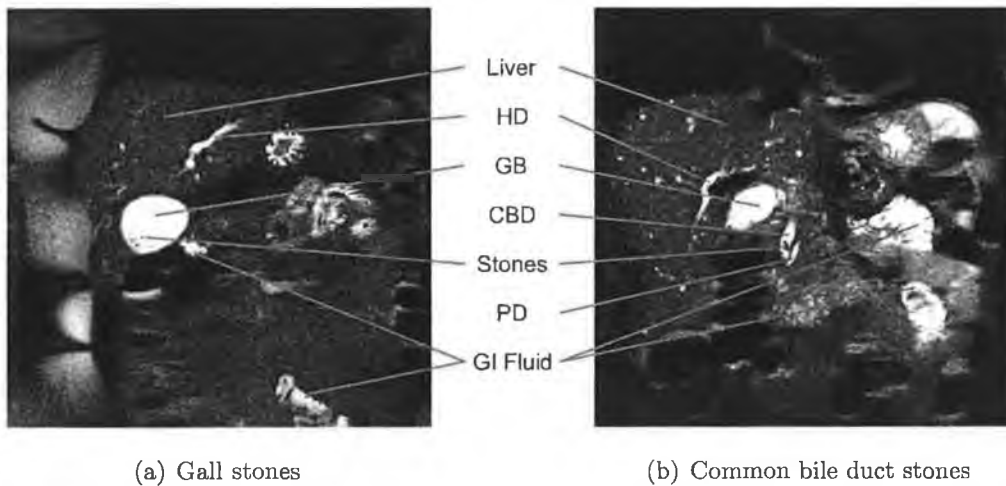 Liver
HD
GB
CBD
Stones
PD
GI Fluid
(a) Gall stones
(b) Common bile duct stones